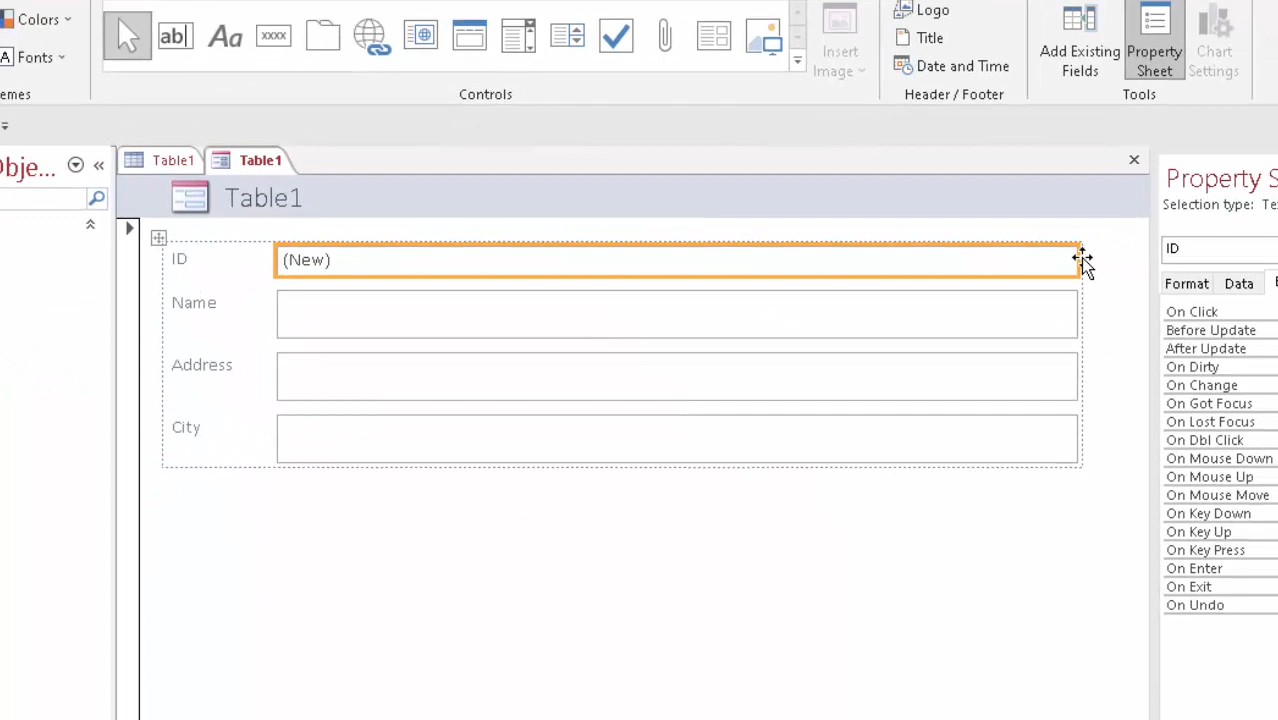 Colors
Fonts
emes
ab|
Aa
xxxx
Controls
Insert
Image
Logo
Title
Date and Time
Header / Footer
Add Existing
Fields
Property
Sheet
Chart
Settings
Tools
Obje...
Table1
Table1
Table1
ID
(New)
Name
Address
City
Property S
Selection type: Te
ID
Format Data E
On Click
Before Update
After Update
On Dirty
On Change
On Got Focus
On Lost Focus
On Dbl Click
On Mouse Down
On Mouse Up
On Mouse Move
On Key Down
On Key Up
On Key Press
On Enter
On Exit
On Undo